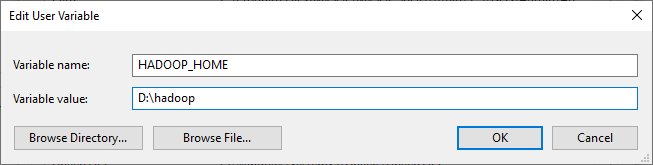 Edit User Variable
Variable name: HADOOP_HOME
Variable value: D:\hadoop
Browse Directory... Browse File... OK Cancel